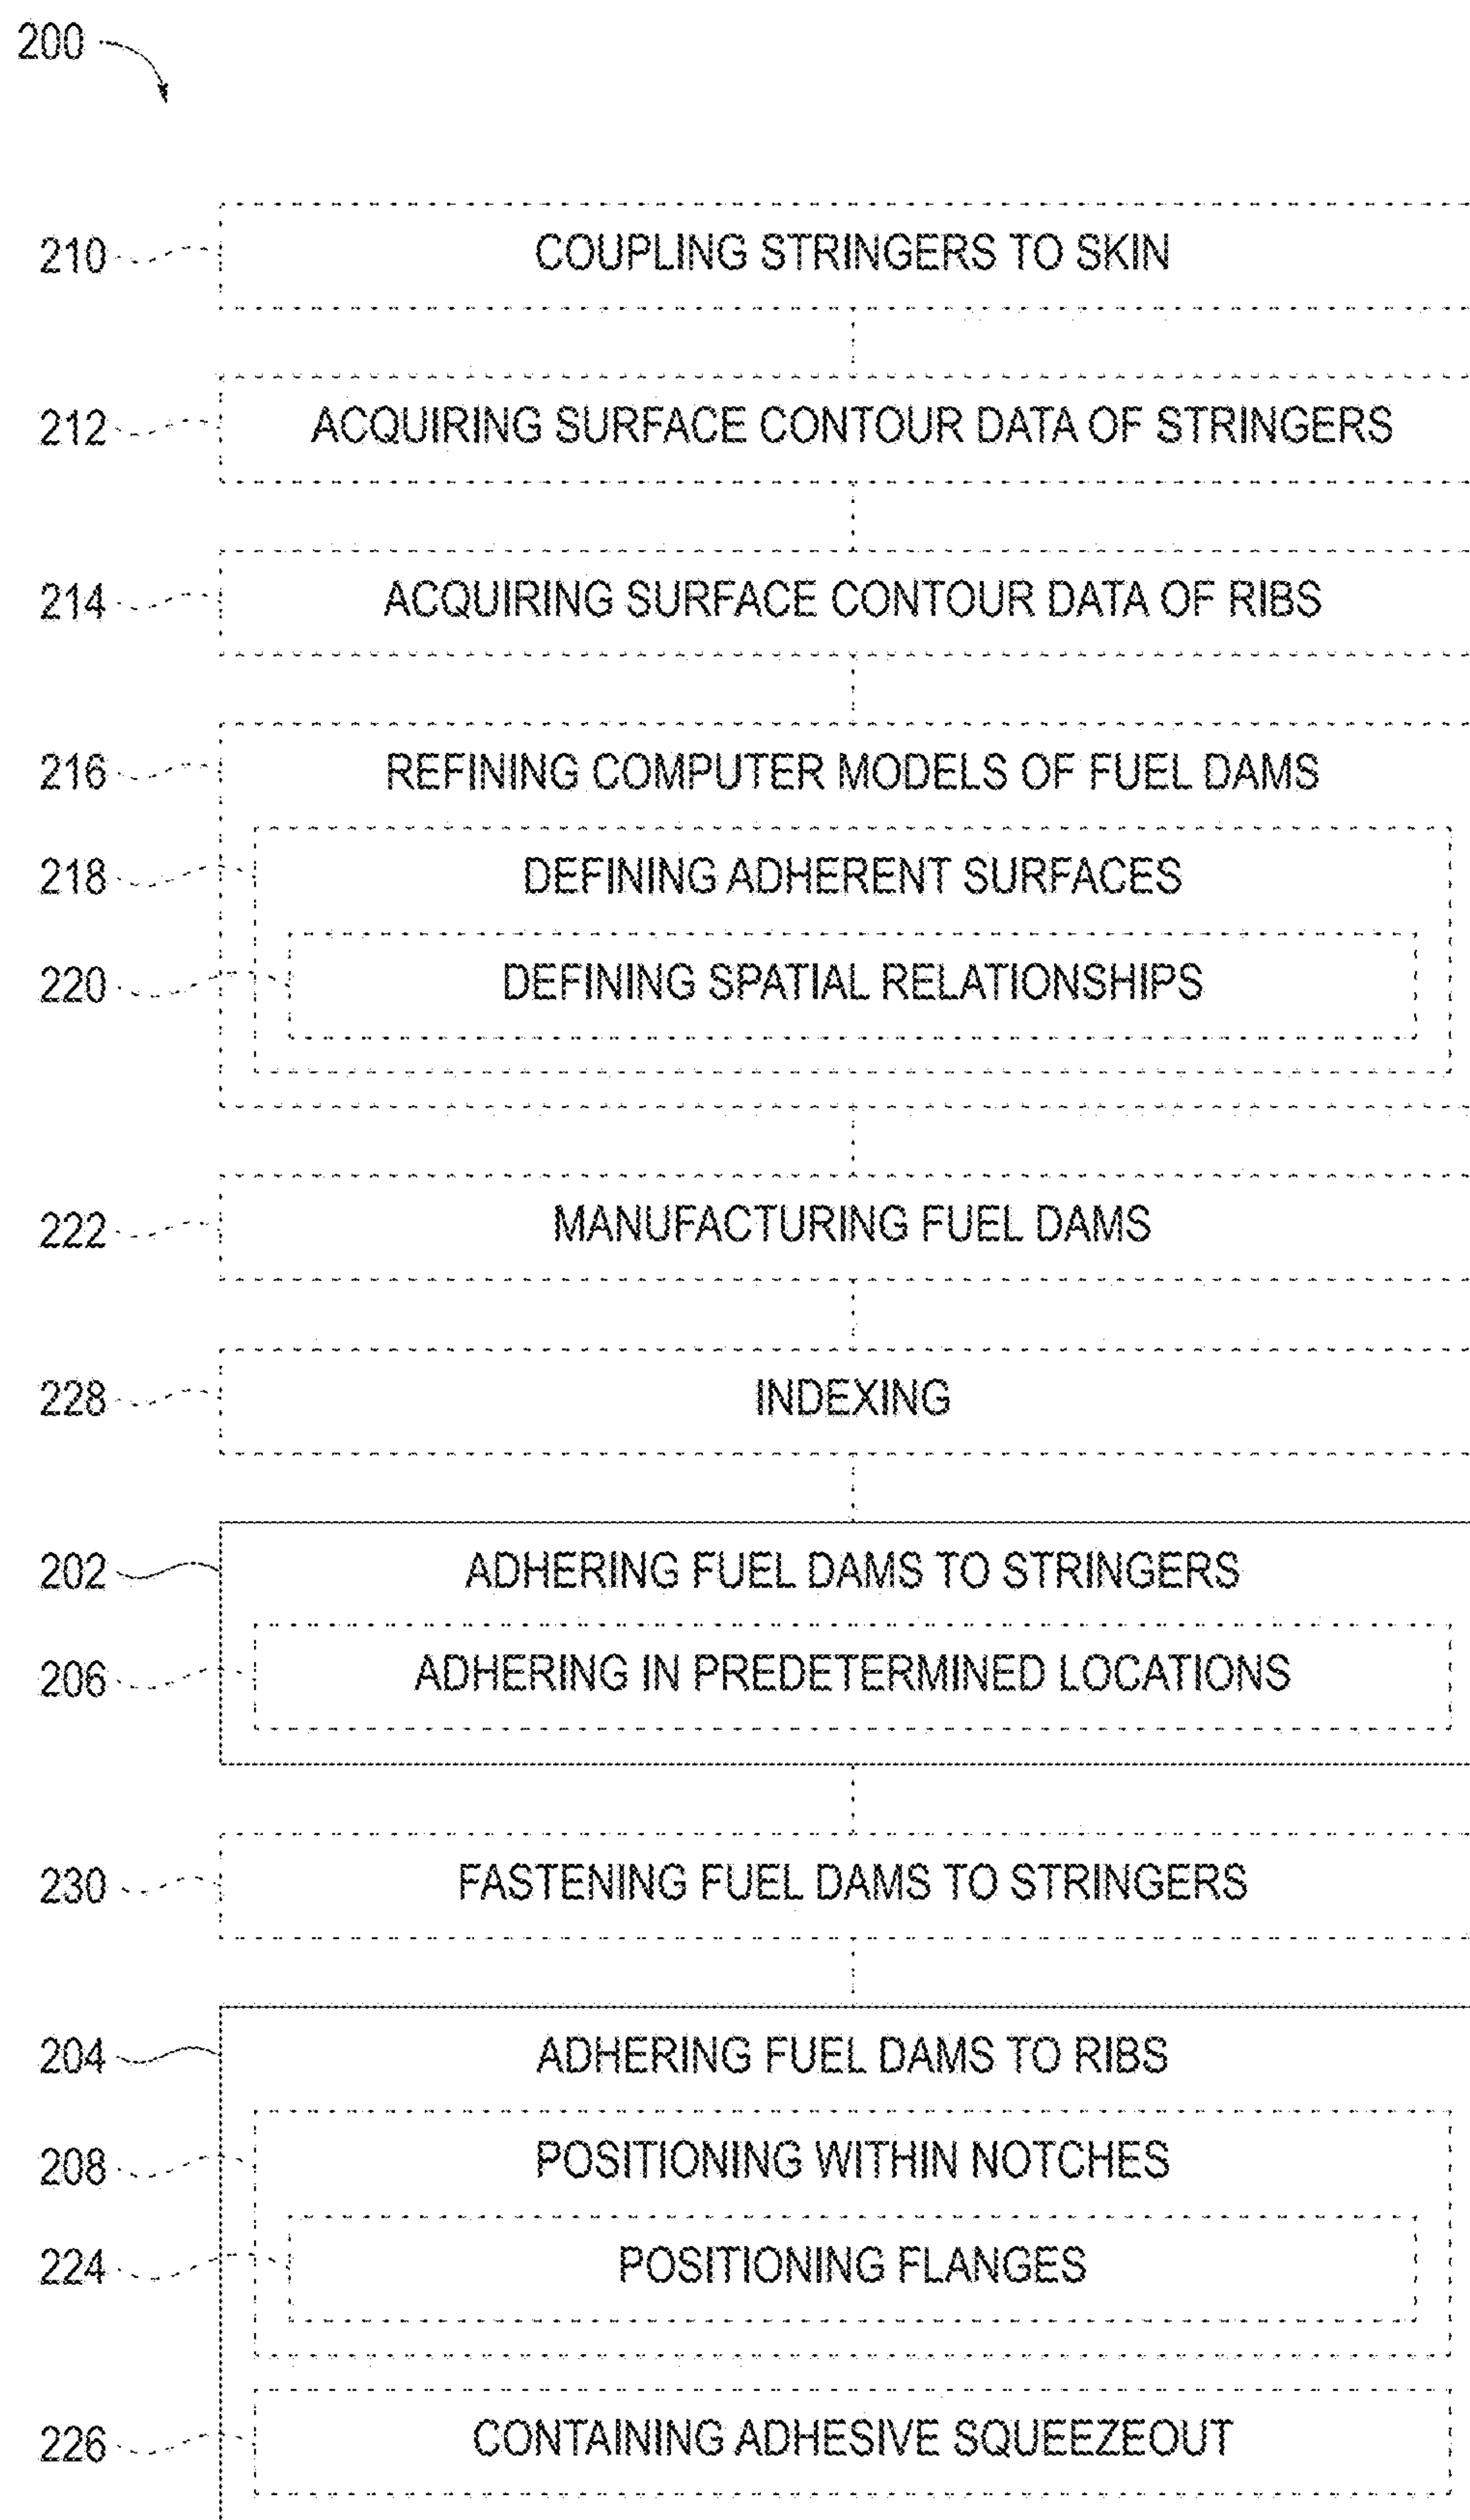 200
210 COUPLING STRINGERS TO SKIN
212 ACQUIRING SURFACE CONTOUR DATA OF STRINGERS
214 ACQUIRING SURFACE CONTOUR DATA OF RIBS
216 REFINING COMPUTER MODELS OF FUEL DAMS
218 DEFINING ADHERENT SURFACES
220 DEFINING SPATIAL RELATIONSHIPS
222 MANUFACTURING FUEL DAMS
228 INDEXING
202 ADHERING FUEL DAMS TO STRINGERS
206 ADHERING IN PREDETERMINED LOCATIONS
230 FASTENING FUEL DAMS TO STRINGERS
204 ADHERING FUEL DAMS TO RIBS
208 POSITIONING WITHIN NOTCHES
224 POSITIONING FLANGES
226 CONTAINING ADHESIVE SQUEEZEOUT